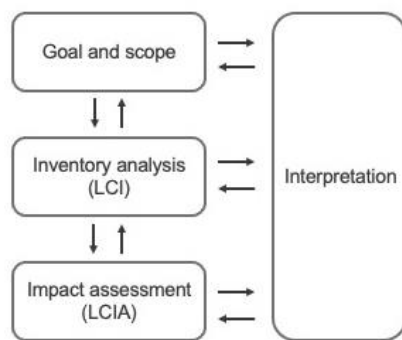 Goal and scope
Inventory analysis
(LCI)
Interpretation
Impact assessment
(LCIA)